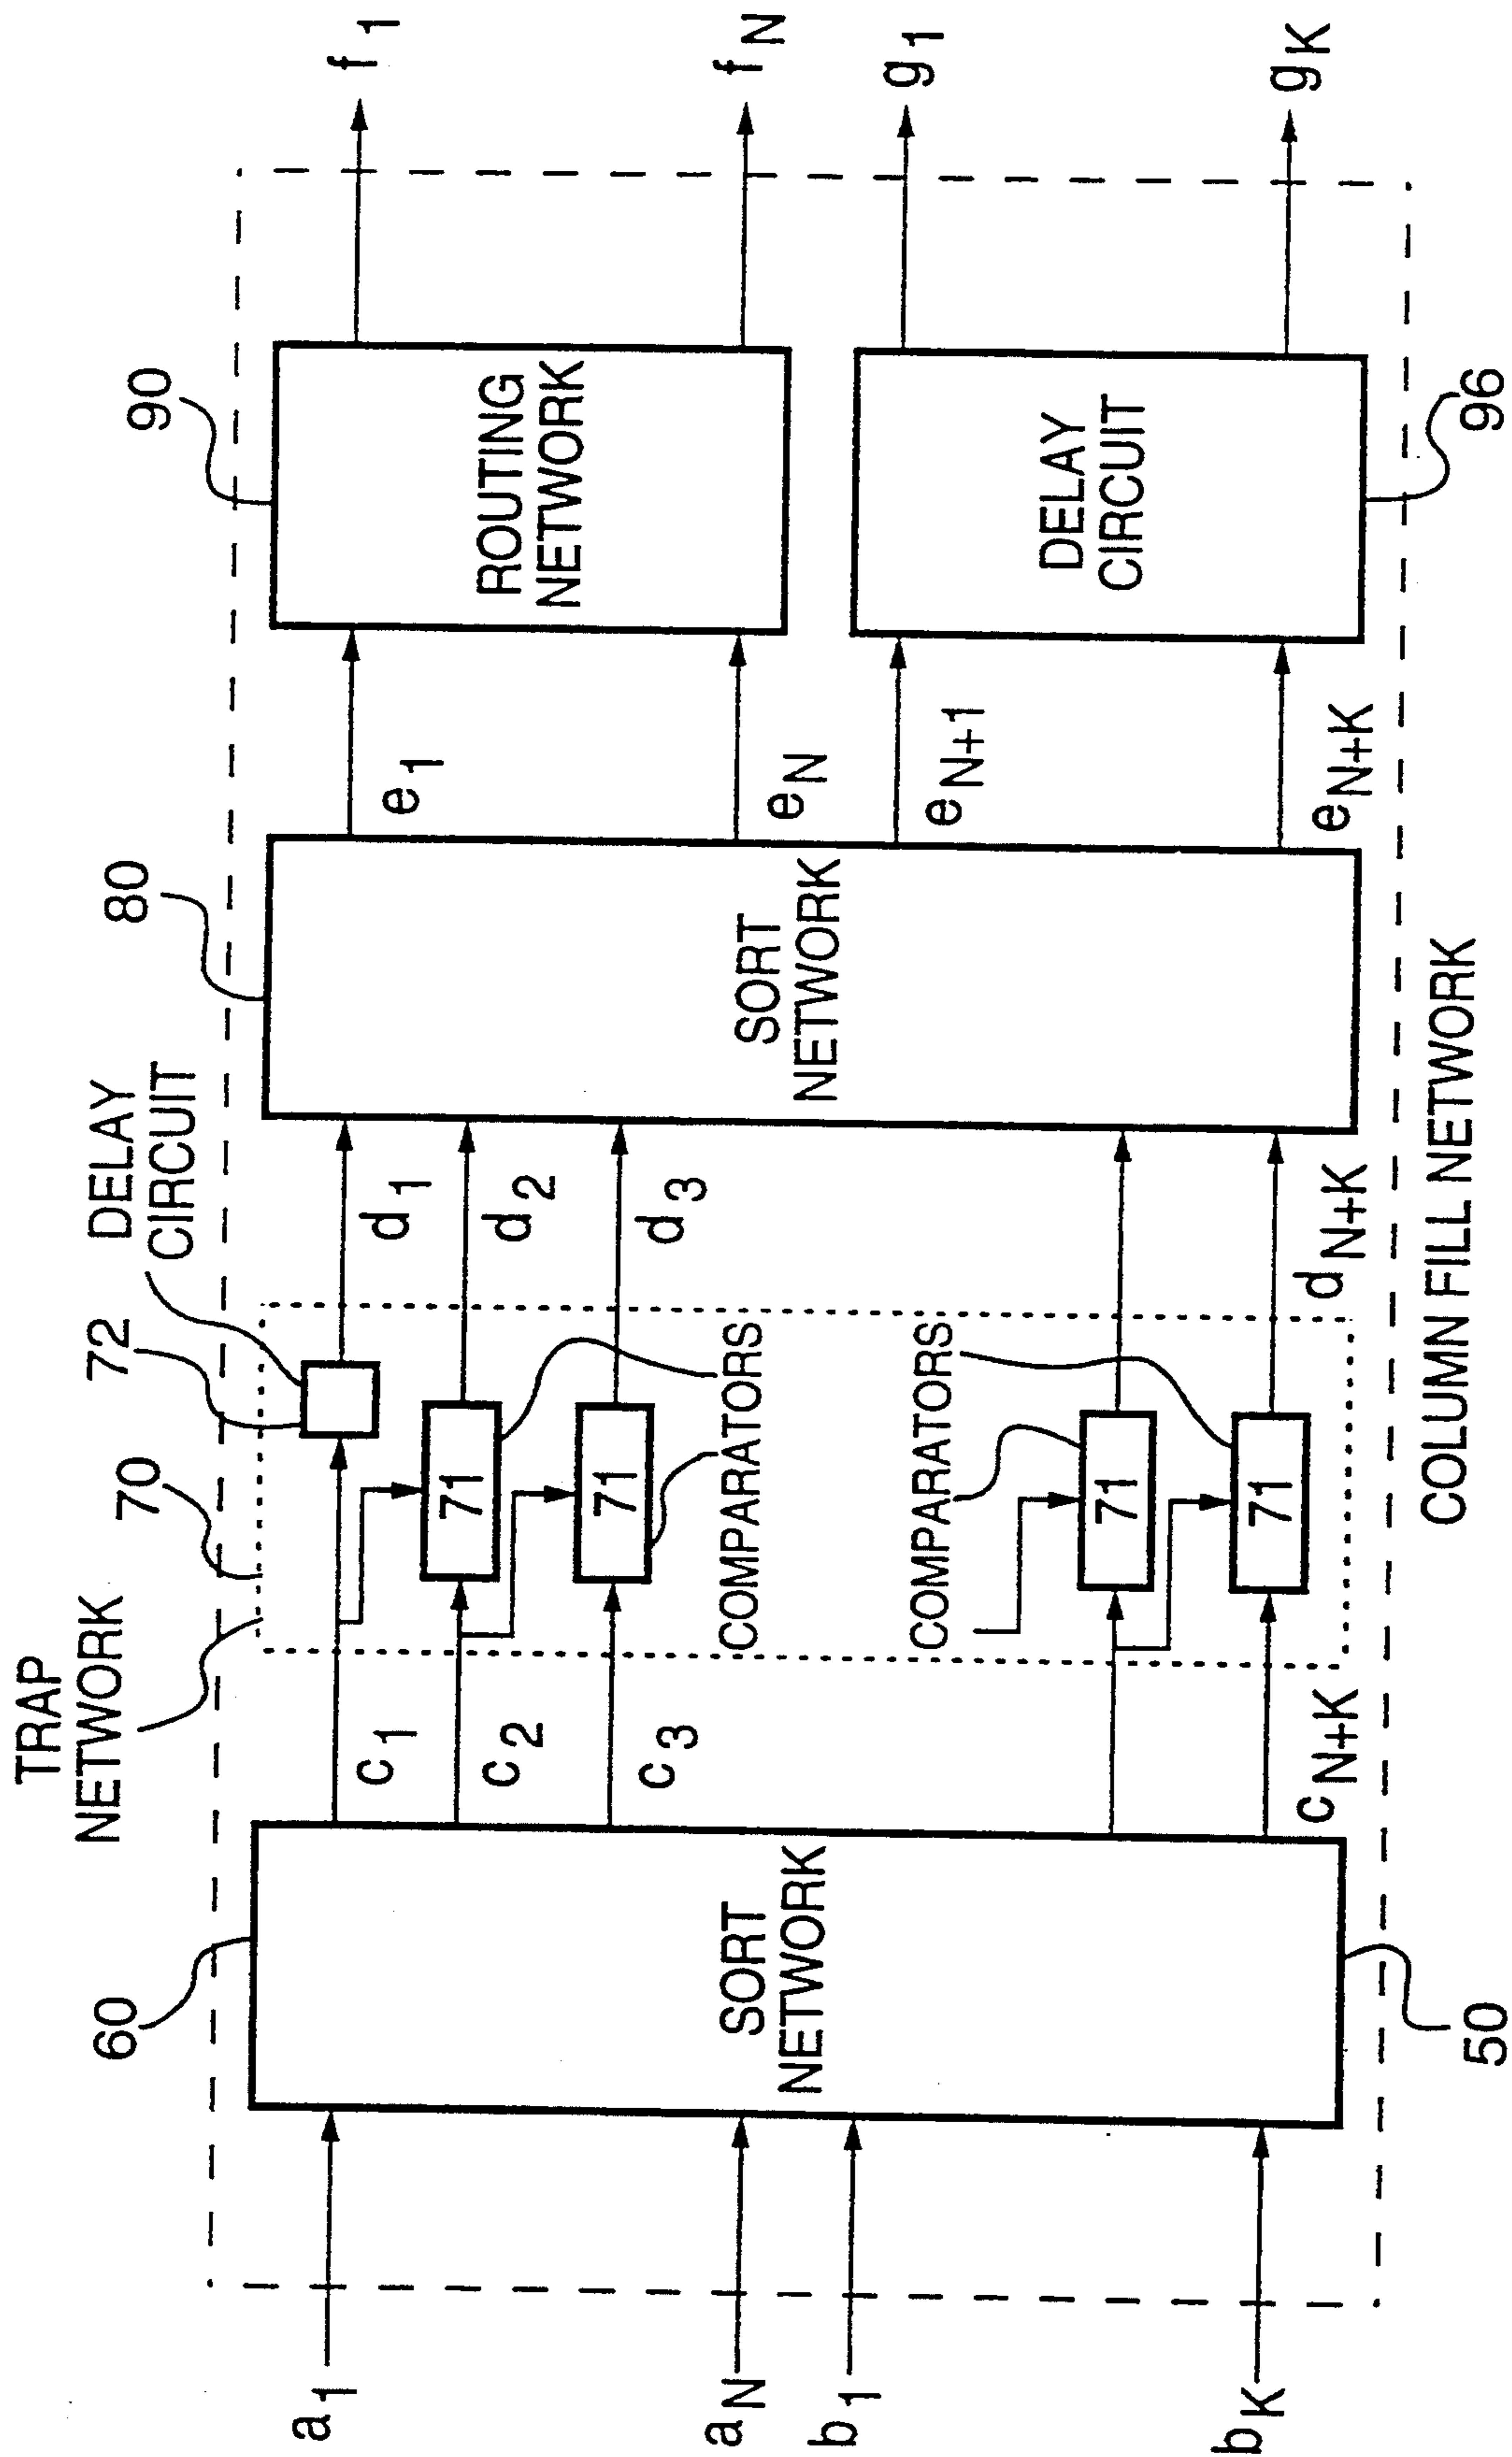 a1
aN
b1
bK
60
SORT
NETWORK
50
TRAP
NETWORK
70
72
DELAY
CIRCUIT
c1
c2
c3
cN+K
71
71
COMPARATORS
COMPARATORS
71
71
d1
d2
d3
dN+K
80
SORT
NETWORK
e1
eN
eN+1
eN+K
90
ROUTING
NETWORK
DELAY
CIRCUIT
96
f1
fN
g1
gK
COLUMN FILL NETWORK